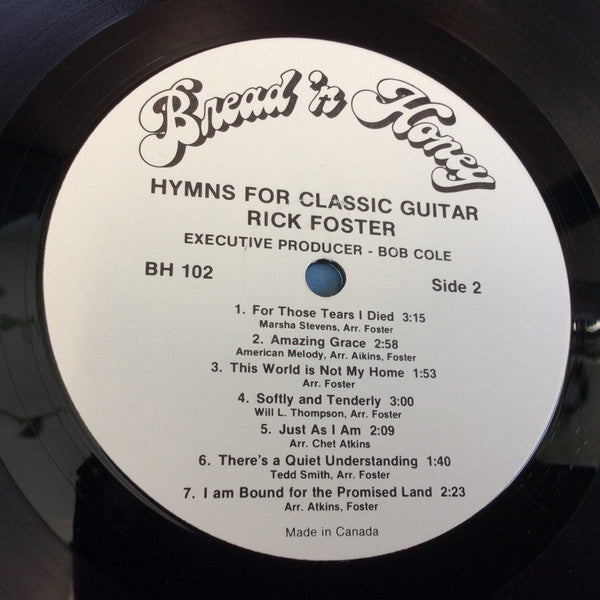 Bread 'n Honey
HYMNS FOR CLASSIC GUITAR
RICK FOSTER
EXECUTIVE PRODUCER - BOB COLE
BH 102
Side 2
1. For Those Tears I Died 3:15
Marsha Stevens, Arr. Foster
2. Amazing Grace 2:58
American Melody, Arr. Atkins, Foster
3. This World is Not My Home 1:53
Arr. Foster
4. Softly and Tenderly 3:00
Will L. Thompson, Arr. Foster
5. Just As I Am 2:09
Arr. Chet Atkins
6. There's a Quiet Understanding 1:40
Tedd Smith, Arr. Foster
7. I am Bound for the Promised Land 2:23
Arr. Atkins, Foster
Made in Canada